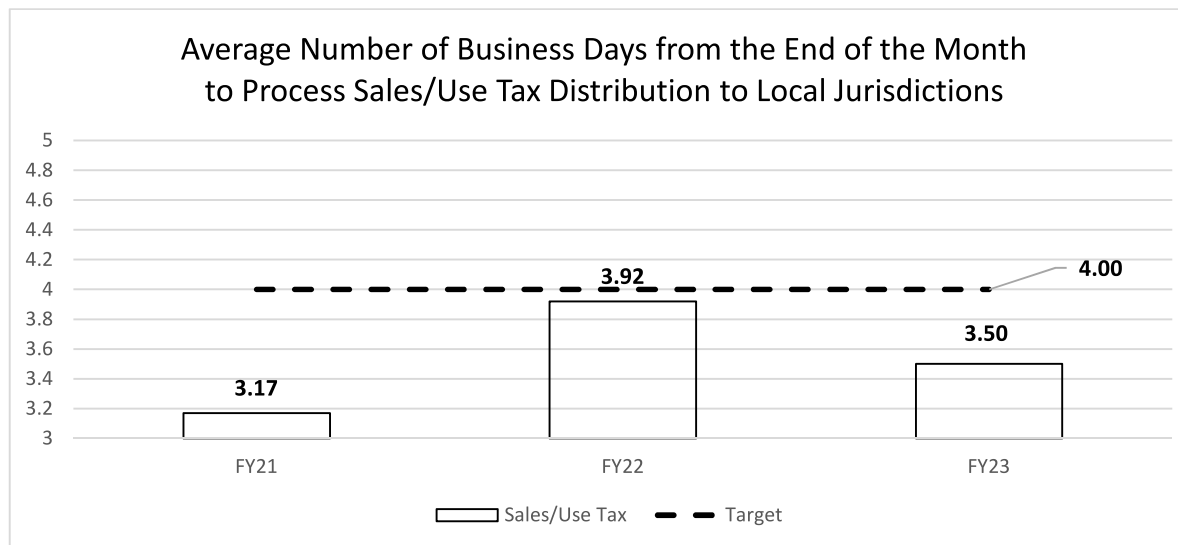 Average Number of Business Days from the End of the Month
to Process Sales/Use Tax Distribution to Local Jurisdictions
5
4.8
4.6
4.4
4.2
4
3.8
3.6
3.4
3.2
3
3.17
3.92
3.50
4.00
FY21
FY22
FY23
Sales/Use Tax
Target